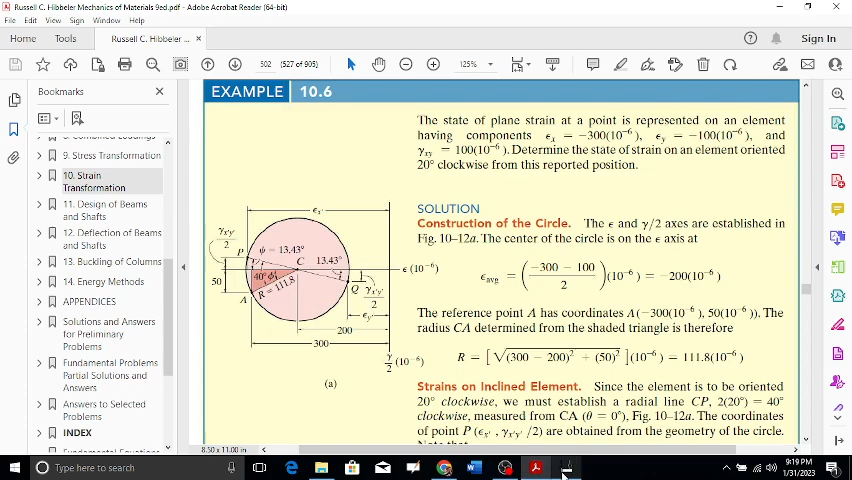 Russell C. Hibbeler Mechanics of Materials 9ed.pdf - Adobe Acrobat Reader (64-bit)
File Edit View Sign Window Help
Home Tools Russell C. Hibbeler ... × Sign In
502 (527 of 905) 125%
Bookmarks
9. Stress Transformation
10. Strain
Transformation
11. Design of Beams
and Shafts
12. Deflection of Beams
and Shafts
13. Buckling of Columns
14. Energy Methods
APPENDICES
Solutions and Answers
for Preliminary
Problems
Fundamental Problems
Partial Solutions and
Answers
Answers to Selected
Problems
INDEX
EXAMPLE 10.6
The state of plane strain at a point is represented on an element
having components ϵx = −300(10⁻⁶), ϵy = −100(10⁻⁶), and
γxy = 100(10⁻⁶). Determine the state of strain on an element oriented
20° clockwise from this reported position.
SOLUTION
Construction of the Circle. The ϵ and γ/2 axes are established in
Fig. 10–12a. The center of the circle is on the ϵ axis at
ϵavg = (−300 − 100 / 2)(10⁻⁶) = −200(10⁻⁶)
The reference point A has coordinates A(−300(10⁻⁶), 50(10⁻⁶)). The
radius CA determined from the shaded triangle is therefore
R = [√(300 − 200)² + (50)²](10⁻⁶) = 111.8(10⁻⁶)
Strains on Inclined Element. Since the element is to be oriented
20° clockwise, we must establish a radial line CP, 2(20°) = 40°
clockwise, measured from CA (θ = 0°), Fig. 10–12a. The coordinates
of point P (ϵx′, γx′y′/2) are obtained from the geometry of the circle.
Note that
ϵx′
γx′y′
2
P
ψ = 13.43°
C
13.43°
ϵ (10⁻⁶)
50
40°
ϕ
R = 111.8
A
Q
γx′y′
2
ϵy′
200
300
γ
2 (10⁻⁶)
(a)
8.50 x 11.00 in
Type here to search
9:19 PM
1/31/2023